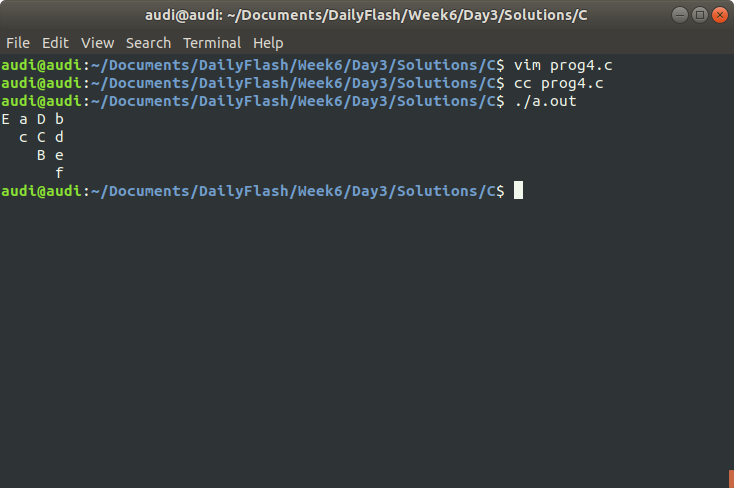 audi@audi: ~/Documents/DailyFlash/Week6/Day3/Solutions/C
File Edit View Search Terminal Help
audi@audi:~/Documents/DailyFlash/Week6/Day3/Solutions/C$ vim prog4.c
audi@audi:~/Documents/DailyFlash/Week6/Day3/Solutions/C$ cc prog4.c
audi@audi:~/Documents/DailyFlash/Week6/Day3/Solutions/C$ ./a.out
E a D b
  c C d
    B e
      f
audi@audi:~/Documents/DailyFlash/Week6/Day3/Solutions/C$